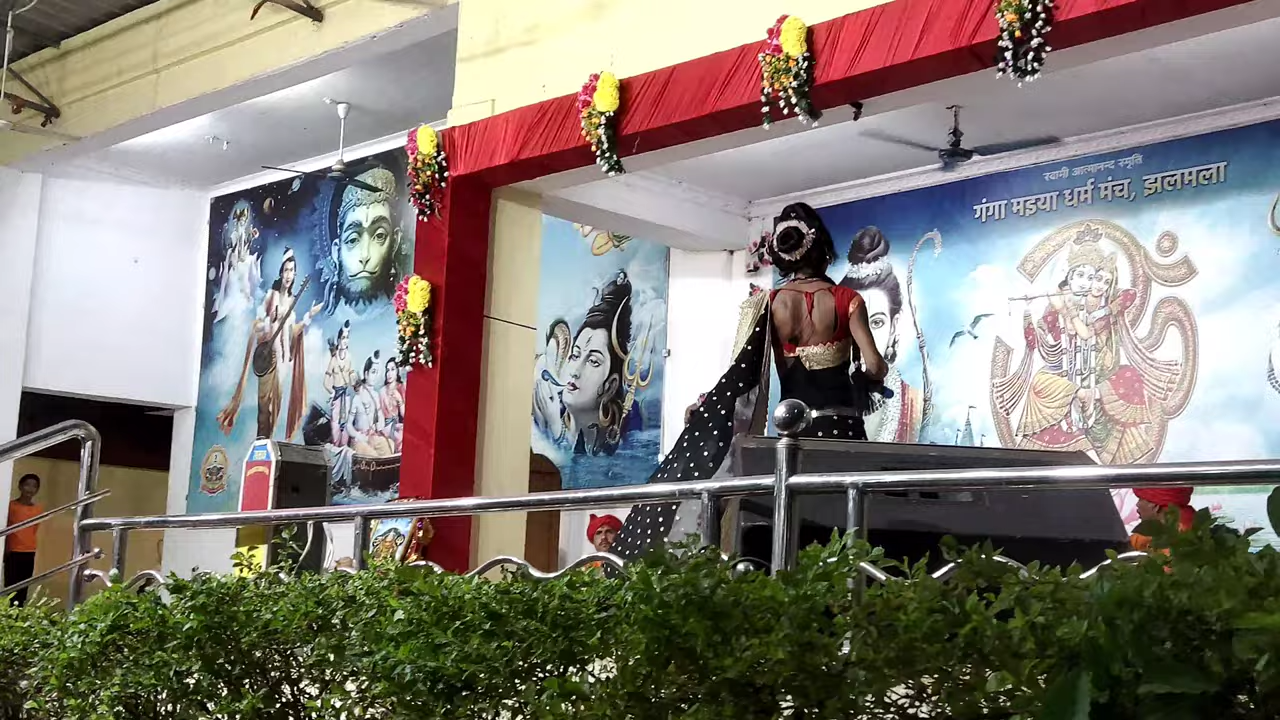 स्वामी आत्मानन्द स्मृति
गंगा मइया धर्म मंच, झलमला